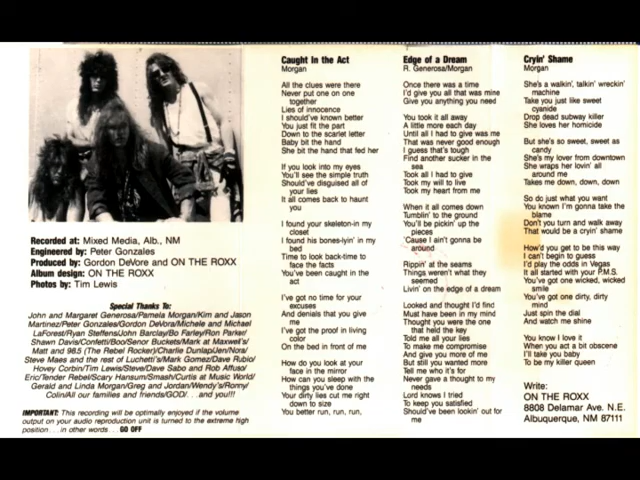 Recorded at: Mixed Media, Alb., NM
Engineered by: Peter Gonzales
Produced by: Gordon DeVore and ON THE ROXX
Album design: ON THE ROXX
Photos by: Tim Lewis
Special Thanks To:
John and Margaret Generosa/Pamela Morgan/Kim and Jason
Martinez/Peter Gonzales/Gordon DeVora/Michele and Michael
LaForest/Ryan Steffens/John Barclay/Bo Farley/Ron Parker/
Shawn Davis/Confetti/Boo/Senor Buckets/Mark at Maxwell's/
Matt and 98.5 (The Rebel Rocker)/Charlie Dunlap/Jen/Nora/
Steve Maes and the rest of Luchetti's/Mark Gomez/Dave Rubio/
Hovey Corbin/Tim Lewis/Steve/Dave Sabo and Rob Affuso/
Eric/Tender Rebel/Scary Hansum/Smash/Curtis at Music World/
Gerald and Linda Morgan/Greg and Jordan/Wendy's/Romy/
Colin/All our families and friends/GOD/. . .and you!!!
IMPORTANT: This recording will be optimally enjoyed if the volume
output on your audio reproduction unit is turned to the extreme high
position . . . in other words . . . GO OFF
Caught in the Act
Morgan
All the clues were there
Never put one on one
together
Lies of innocence
I should've known better
You just fit the part
Down to the scarlet letter
Baby bit the hand
She bit the hand that fed her
If you look into my eyes
You'll see the simple truth
Should've disguised all of
your lies
It all comes back to haunt
you
I found your skeleton-in my
closet
I found his bones-lyin' in my
bed
Time to look back-time to
face the facts
You've been caught in the
act
I've got no time for your
excuses
And denials that you give
me
I've got the proof in living
color
On the bed in front of me
How do you look at your
face in the mirror
How can you sleep with the
things you've done
Your dirty lies cut me right
down to size
You better run, run, run,
Edge of a Dream
R. Generosa/Morgan
Once there was a time
I'd give you all that was mine
Give you anything you need
You took it all away
A little more each day
Until all I had to give was me
That was never good enough
I guess that's tough
Find another sucker in the
sea
Took all I had to give
Took my will to live
Took my heart from me
When it all comes down
Tumblin' to the ground
You'll be pickin' up the
pieces
'Cause I ain't gonna be
around
Rippin' at the seams
Things weren't what they
seemed
Livin' on the edge of a dream
Looked and thought I'd find
Must have been in my mind
Thought you were the one
that held the key
Told me all your lies
To make me compromise
And give you more of me
But still you wanted more
Tell me who it's for
Never gave a thought to my
needs
Lord knows I tried
To keep you satisfied
Should've been lookin' out for
me
Cryin' Shame
Morgan
She's a walkin', talkin' wreckin'
machine
Take you just like sweet
cyanide
Drop dead subway killer
She loves her homicide
But she's so sweet, sweet as
candy
She's my lover from downtown
She wraps her lovin' all
around me
Takes me down, down, down
So do just what you want
You known I'm gonna take the
blame
Don't you turn and walk away
That would be a cryin' shame
How'd you get to be this way
I can't begin to guess
I'd play the odds in Vegas
It all started with your P.M.S.
You've got one wicked, wicked
smile
You've got one dirty, dirty
mind
Just spin the dial
And watch me shine
You know I love it
When you act a bit obscene
I'll take you baby
To be my killer queen
Write:
ON THE ROXX
8808 Delamar Ave. N.E.
Albuquerque, NM 87111